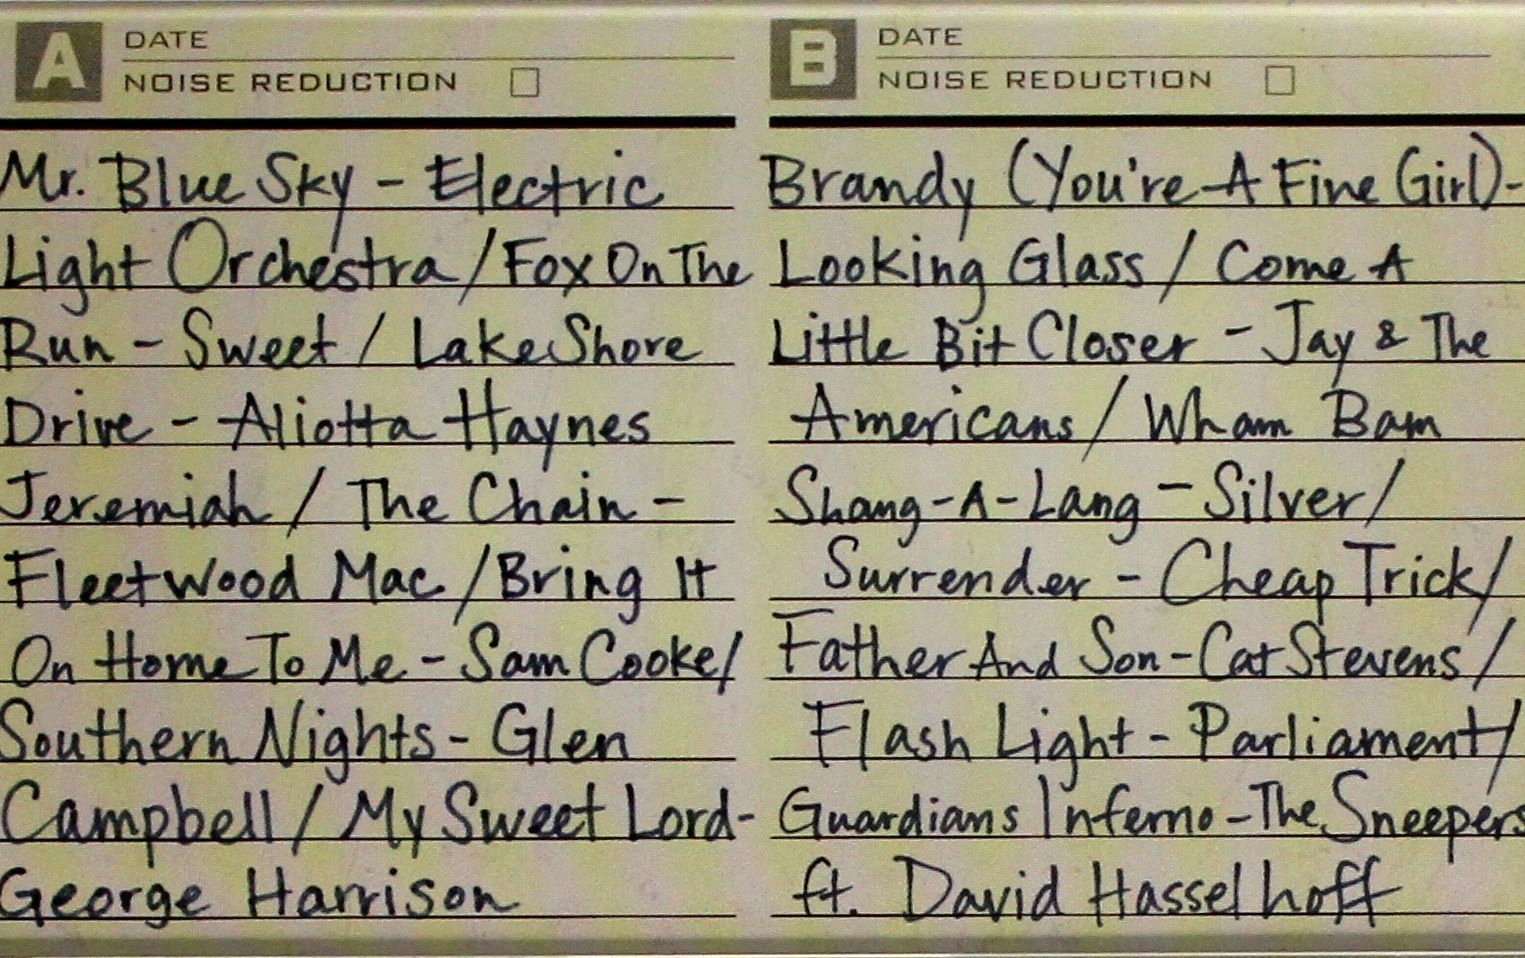 A DATE
NOISE REDUCTION
Mr. Blue Sky - Electric
Light Orchestra / Fox On The
Run - Sweet / Lake Shore
Drive - Aliotta Haynes
Jeremiah / The Chain -
Fleetwood Mac / Bring It
On Home To Me - Sam Cooke /
Southern Nights - Glen
Campbell / My Sweet Lord -
George Harrison
B DATE
NOISE REDUCTION
Brandy (You're A Fine Girl) -
Looking Glass / Come A
Little Bit Closer - Jay & The
Americans / Wham Bam
Shang-A-Lang - Silver /
Surrender - Cheap Trick /
Father And Son - Cat Stevens /
Flash Light - Parliament /
Guardians Inferno - The Sneepers
ft. David Hasselhoff